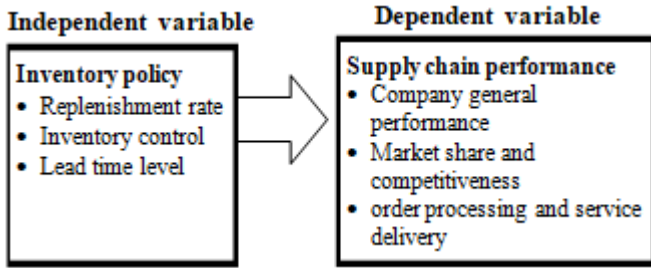 Independent variable
Inventory policy
• Replenishment rate
• Inventory control
• Lead time level
Dependent variable
Supply chain performance
• Company general
performance
• Market share and
competitiveness
• order processing and service
delivery